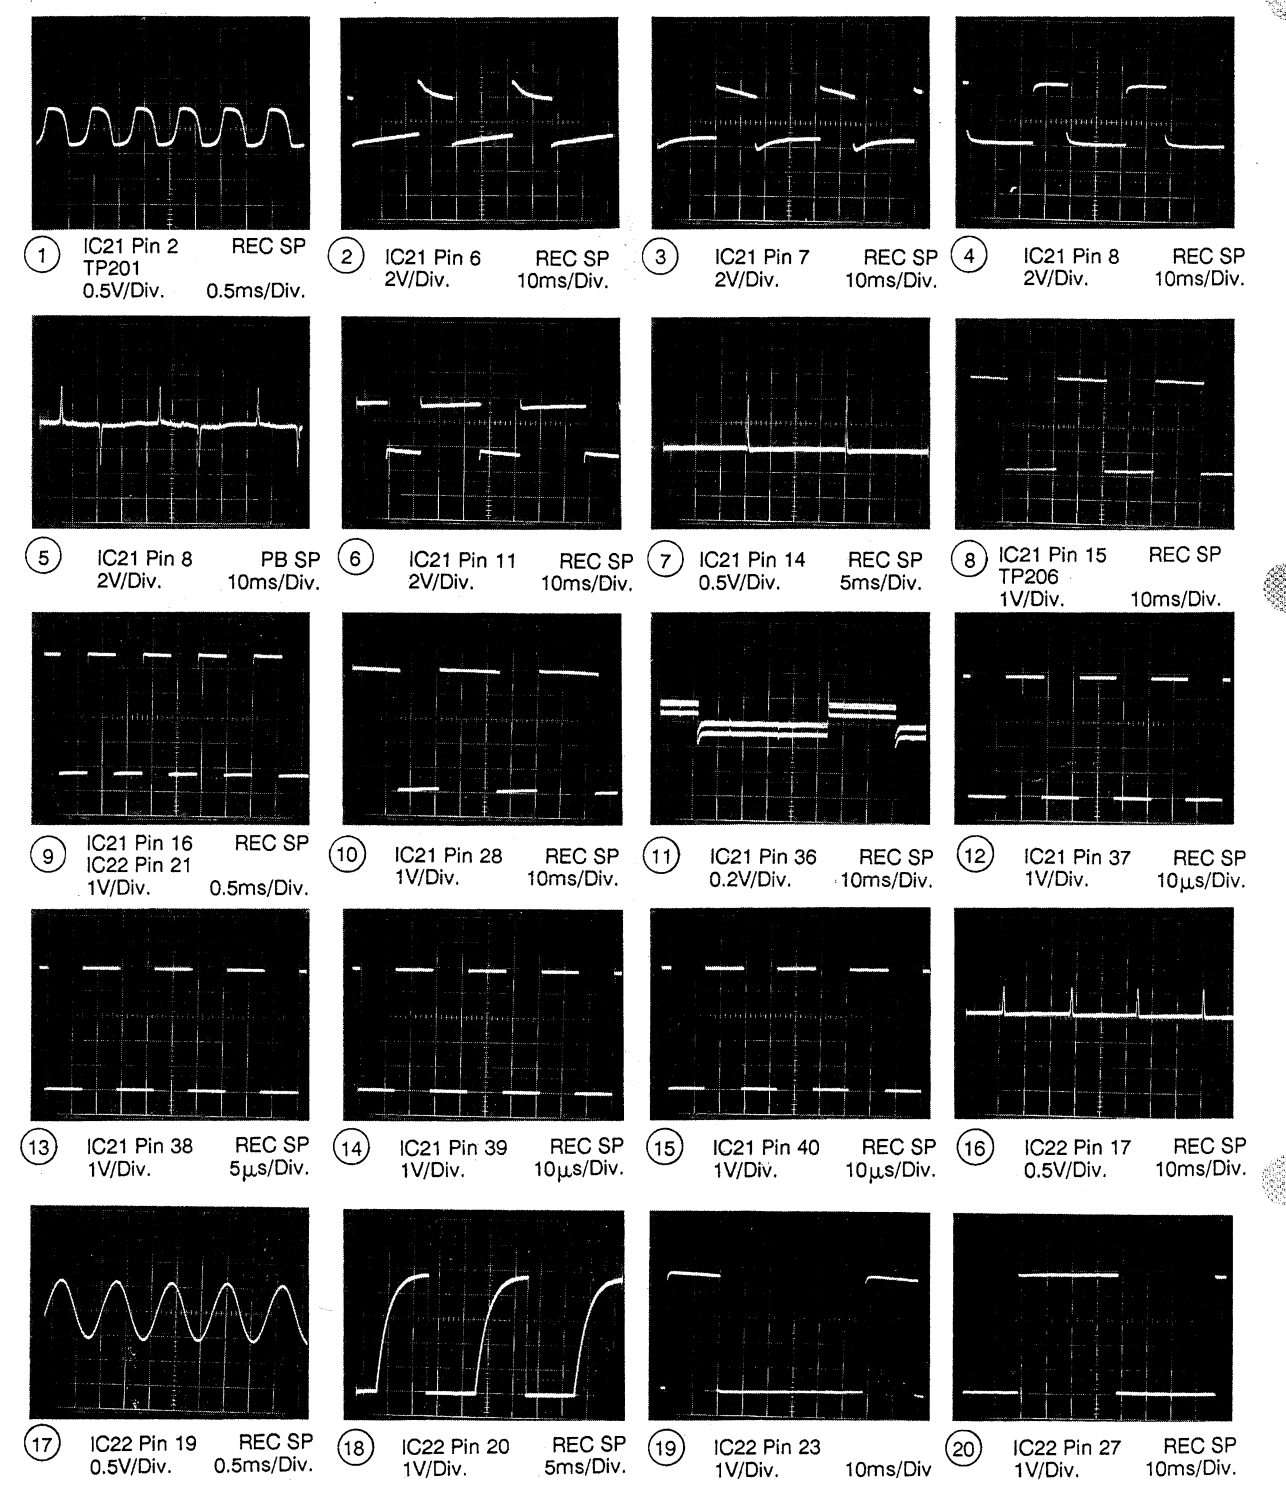 1 IC21 Pin 2 REC SP
TP201
0.5V/Div. 0.5ms/Div.
2 IC21 Pin 6 REC SP
2V/Div. 10ms/Div.
3 IC21 Pin 7 REC SP
2V/Div. 10ms/Div.
4 IC21 Pin 8 REC SP
2V/Div. 10ms/Div.
5 IC21 Pin 8 PB SP
2V/Div. 10ms/Div.
6 IC21 Pin 11 REC SP
2V/Div. 10ms/Div.
7 IC21 Pin 14 REC SP
0.5V/Div. 5ms/Div.
8 IC21 Pin 15 REC SP
TP206
1V/Div. 10ms/Div.
9 IC21 Pin 16 REC SP
IC22 Pin 21
1V/Div. 0.5ms/Div.
10 IC21 Pin 28 REC SP
1V/Div. 10ms/Div.
11 IC21 Pin 36 REC SP
0.2V/Div. 10ms/Div.
12 IC21 Pin 37 REC SP
1V/Div. 10μs/Div.
13 IC21 Pin 38 REC SP
1V/Div. 5μs/Div.
14 IC21 Pin 39 REC SP
1V/Div. 10μs/Div.
15 IC21 Pin 40 REC SP
1V/Div. 10μs/Div.
16 IC22 Pin 17 REC SP
0.5V/Div. 10ms/Div.
17 IC22 Pin 19 REC SP
0.5V/Div. 0.5ms/Div.
18 IC22 Pin 20 REC SP
1V/Div. 5ms/Div.
19 IC22 Pin 23
1V/Div. 10ms/Div
20 IC22 Pin 27 REC SP
1V/Div. 10ms/Div.